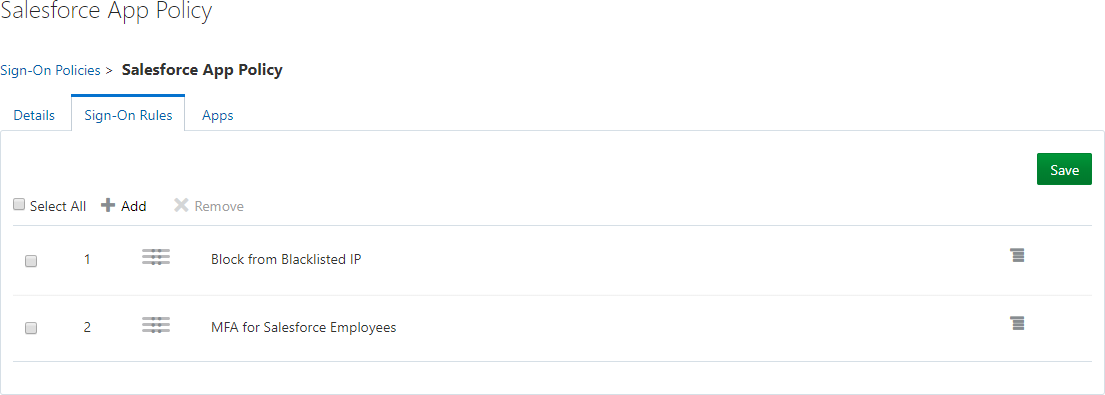 Salesforce App Policy
Sign-On Policies > Salesforce App Policy
Details Sign-On Rules Apps
Save
Select All Add Remove
1 Block from Blacklisted IP
2 MFA for Salesforce Employees